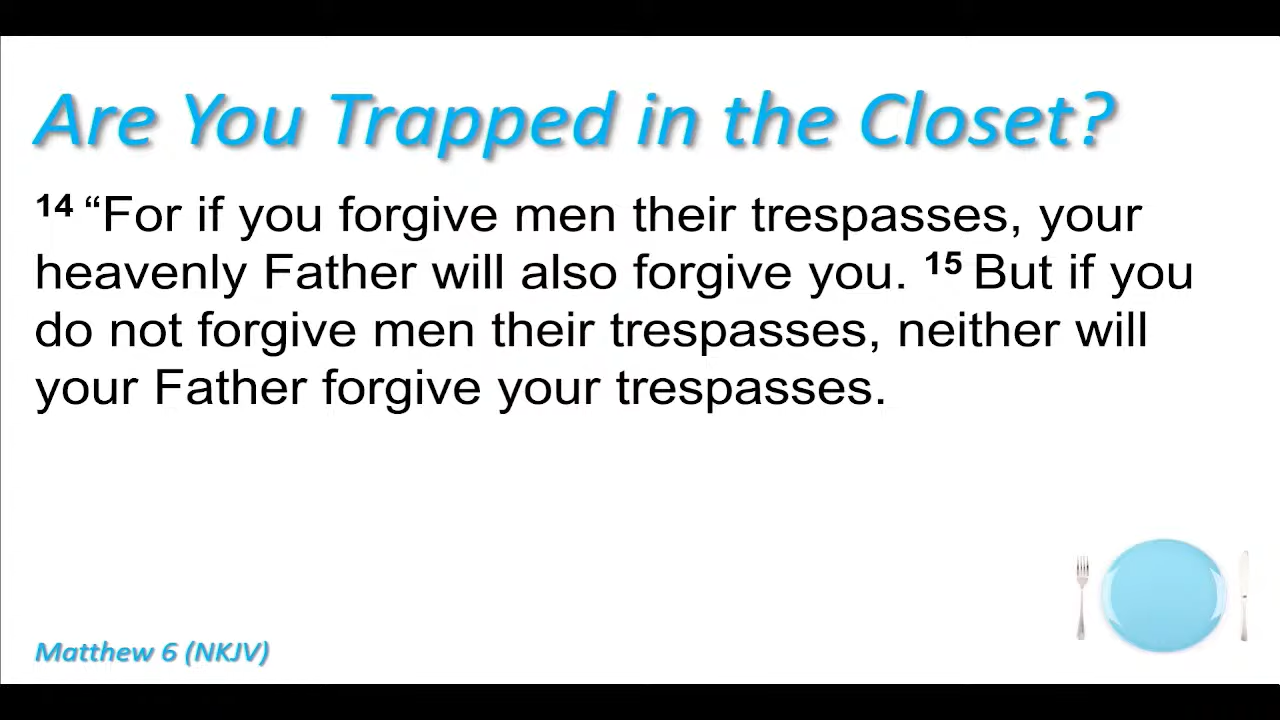 Are You Trapped in the Closet?
14 “For if you forgive men their trespasses, your
heavenly Father will also forgive you. 15 But if you
do not forgive men their trespasses, neither will
your Father forgive your trespasses.
Matthew 6 (NKJV)